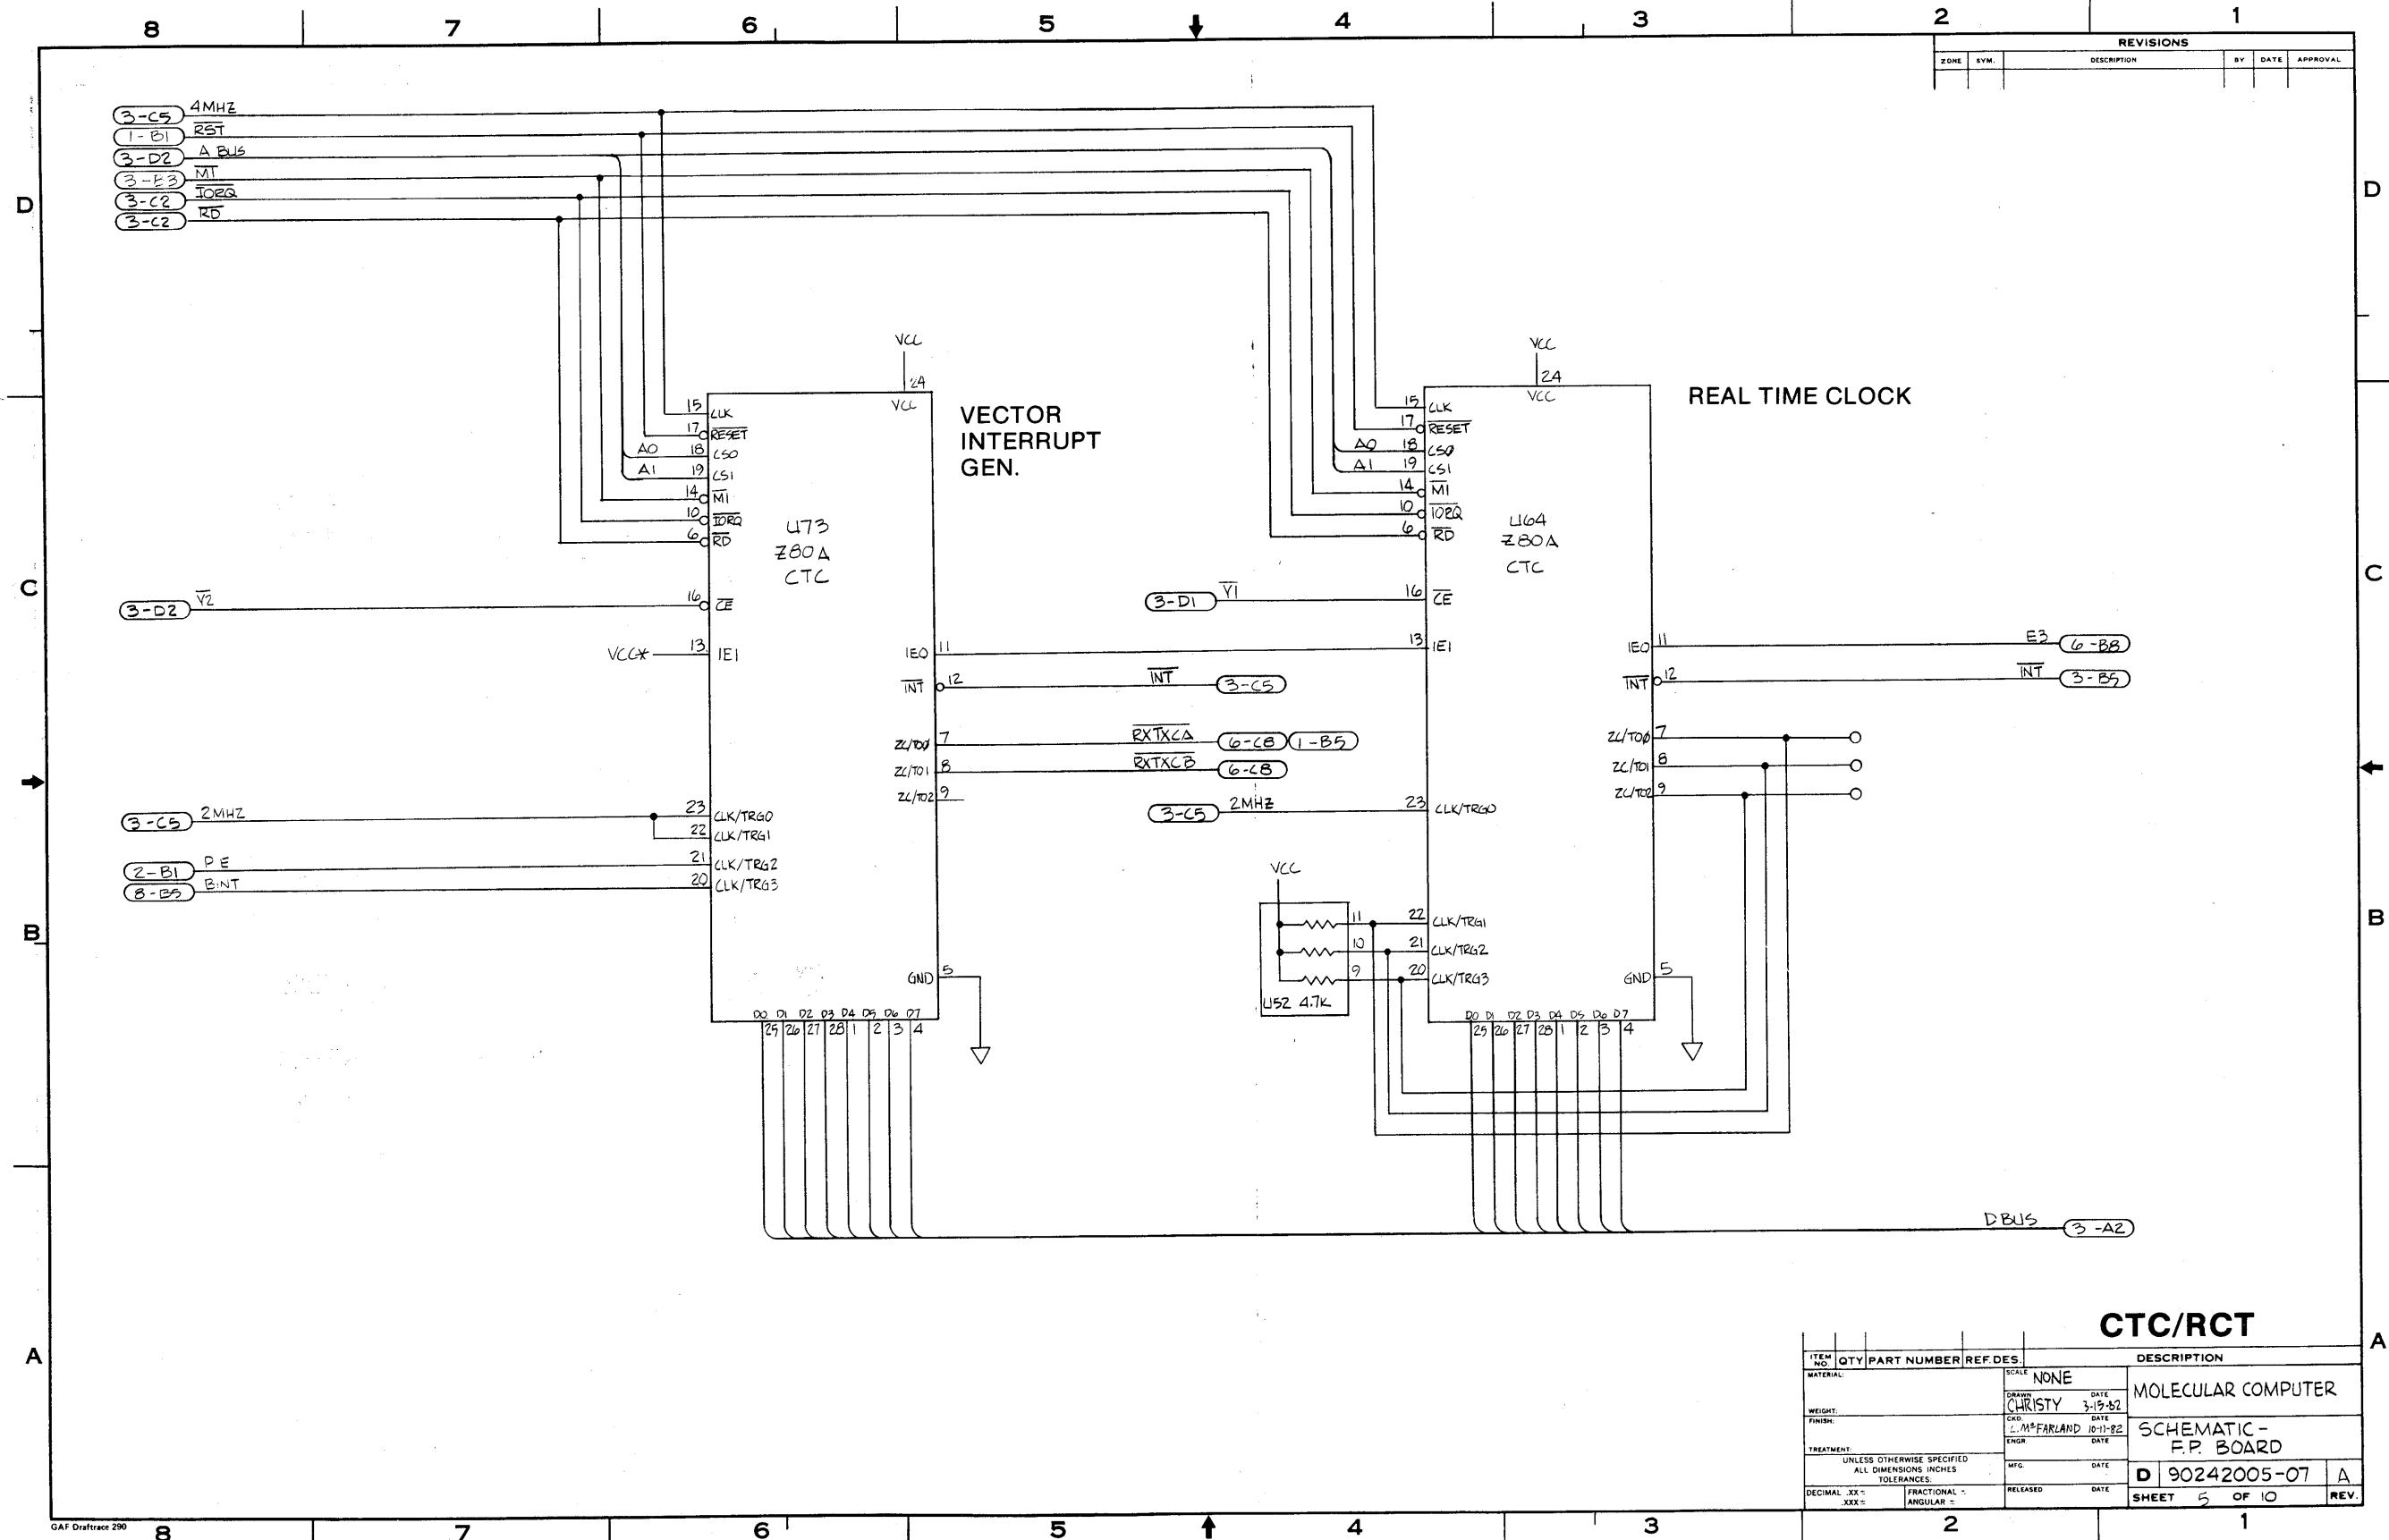 8 7 6 5 4 3 2 1
REVISIONS
ZONE SYM. DESCRIPTION BY DATE APPROVAL
3-C5 4MHZ
1-B1 RST
3-D2 A BUS
3-B3 M1
3-C2 IORQ
3-C2 RD
D D
VCC
24
VCC
VECTOR
INTERRUPT
GEN.
15 CLK
17 RESET
A0 18 CS0
A1 19 CS1
14 M1
10 IORQ
6 RD
U73
Z80A
CTC
C
3-D2 Y2 16 CE
VCC* 13 IEI
IEO 11
INT 12 INT 3-C5
ZC/TO0 7 RXTXCA 6-C8 1-B5
ZC/TO1 8 RXTXCB 6-C8
ZC/TO2 9
3-C5 2MHZ 23 CLK/TRG0
22 CLK/TRG1
2-B1 PE 21 CLK/TRG2
8-B5 BINT 20 CLK/TRG3
B
GND 5
D0 D1 D2 D3 D4 D5 D6 D7
25 26 27 28 1 2 3 4
VCC
24
VCC
REAL TIME CLOCK
15 CLK
17 RESET
A0 18 CS0
A1 19 CS1
14 M1
10 IORQ
6 RD
U64
Z80A
CTC
C
3-D1 Y1 16 CE
13 IEI
IEO 11 E3 6-B8
INT 12 INT 3-B5
ZC/TO0 7
ZC/TO1 8
ZC/TO2 9
3-C5 2MHZ 23 CLK/TRG0
VCC
11 22 CLK/TRG1
10 21 CLK/TRG2
9 20 CLK/TRG3
U52 4.7K
B
GND 5
D0 D1 D2 D3 D4 D5 D6 D7
25 26 27 28 1 2 3 4
D BUS 3-A2
A A
CTC/RCT
ITEM NO. QTY PART NUMBER REF. DES. DESCRIPTION
MATERIAL:
WEIGHT:
FINISH:
TREATMENT:
UNLESS OTHERWISE SPECIFIED
ALL DIMENSIONS INCHES
TOLERANCES:
DECIMAL .XX=
.XXX=
FRACTIONAL =
ANGULAR =
SCALE NONE
DRAWN DATE
CHRISTY 3-15-82
CKD. DATE
L. McFARLAND 10-11-82
ENGR. DATE
MFG. DATE
RELEASED DATE
MOLECULAR COMPUTER
SCHEMATIC-
F.P. BOARD
D 90242005-07 A
SHEET 5 OF 10 REV.
GAF Draftrace 290
8 7 6 5 4 3 2 1